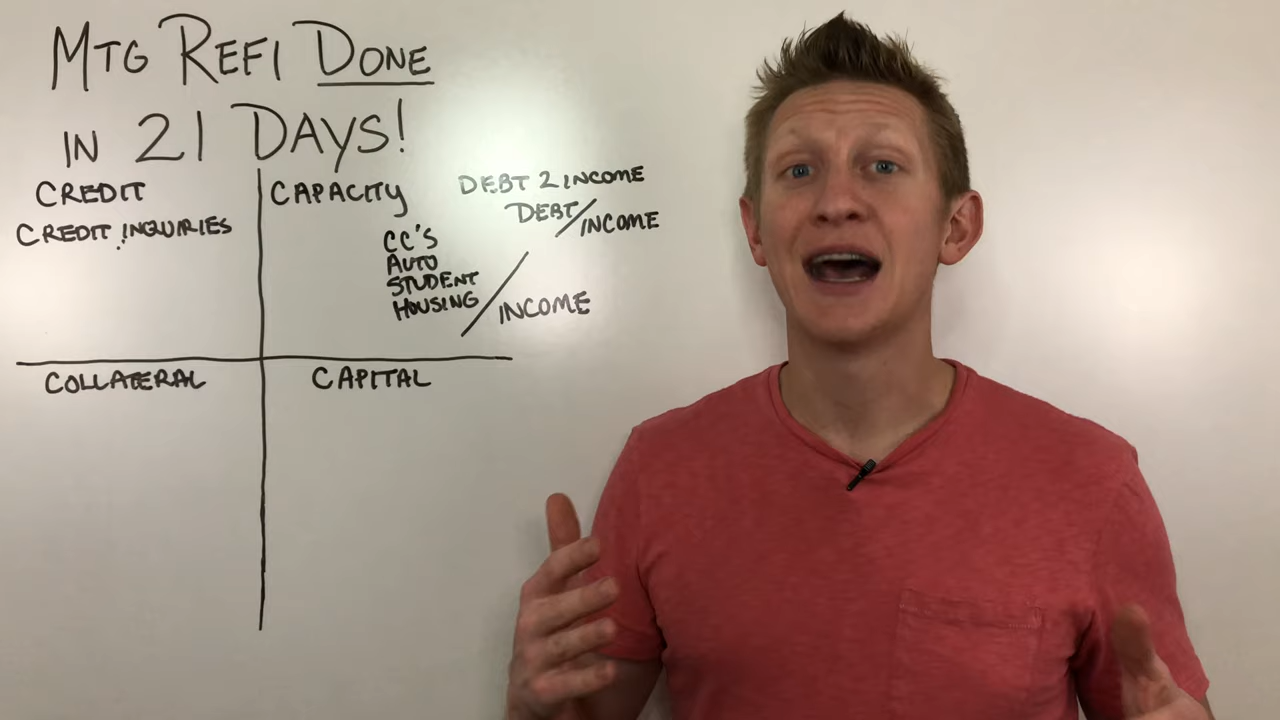 MTG REFI DONE
IN 21 DAYS!
CREDIT
CREDIT INQUIRIES
CAPACITY
DEBT 2 INCOME
DEBT/INCOME
CC'S
AUTO
STUDENT
HOUSING/INCOME
COLLATERAL
CAPITAL